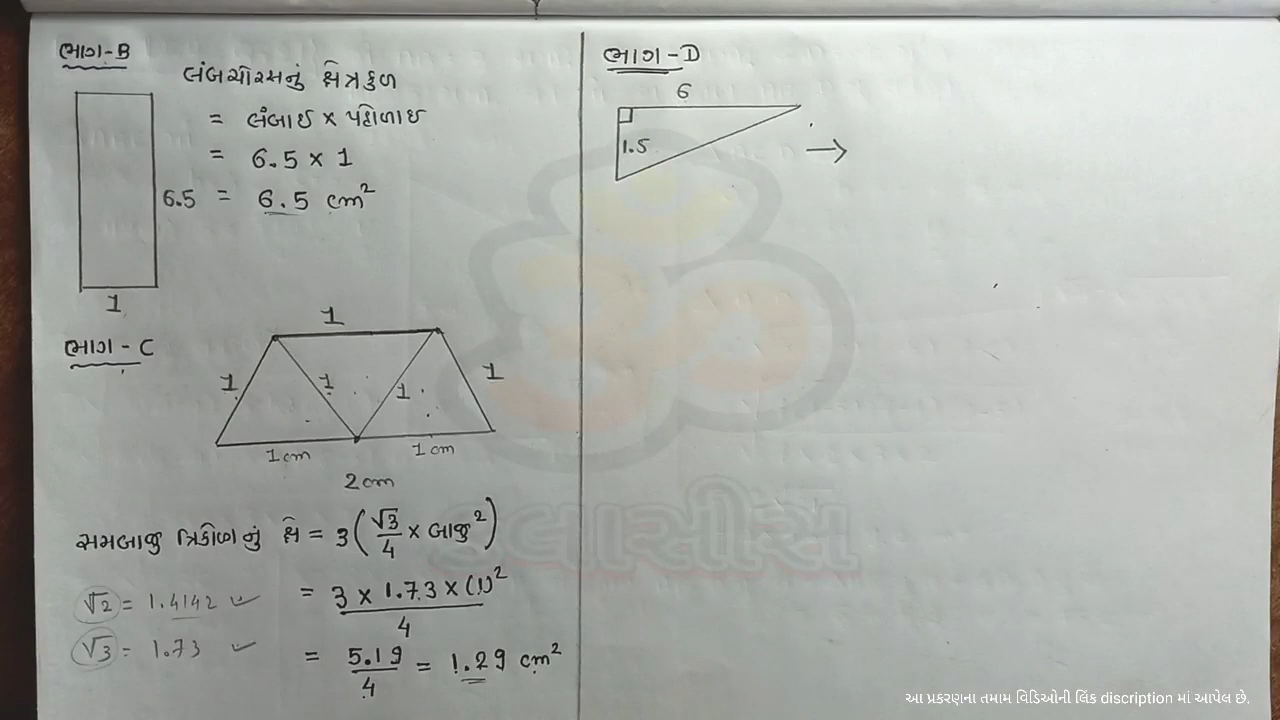 ભાગ-B
લંબચોરસનું ક્ષેત્રફળ
= લંબાઈ × પહોળાઈ
= 6.5 × 1
6.5 = 6.5 cm²
1
ભાગ - C
1
1 1 1 1
1cm 1cm
2cm
સમબાજુ ત્રિકોણનું ક્ષે = 3(√3/4 × બાજુ²)
√2 = 1.4142 ✓
= 3 × 1.73 × (1)² / 4
√3 = 1.73 ✓
= 5.19/4 = 1.29 cm²
ભાગ - D
6
1.5 →
ૐ
ક્લાસીસ
આ પ્રકરણના તમામ વિડિઓની લિંક discription માં આપેલ છે.